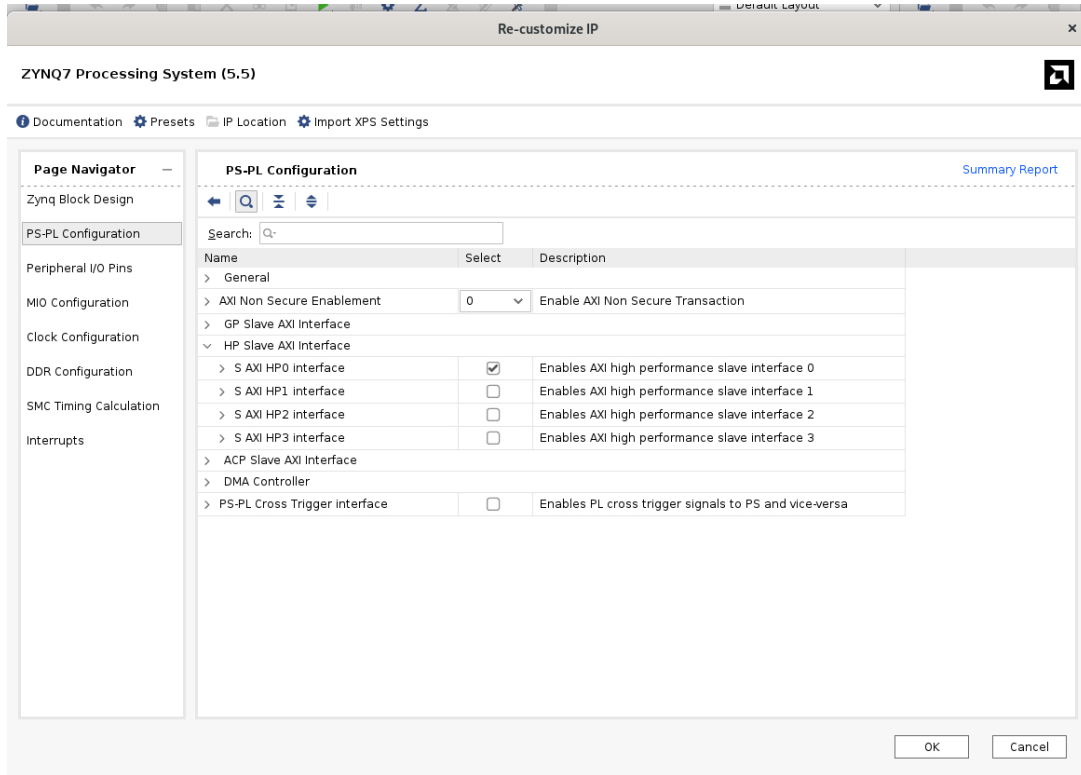 Default Layout
Re-customize IP
ZYNQ7 Processing System (5.5)
Documentation Presets IP Location Import XPS Settings
Page Navigator
Zynq Block Design
PS-PL Configuration
Peripheral I/O Pins
MIO Configuration
Clock Configuration
DDR Configuration
SMC Timing Calculation
Interrupts
PS-PL Configuration Summary Report
Search:
Name Select Description
General
AXI Non Secure Enablement 0 Enable AXI Non Secure Transaction
GP Slave AXI Interface
HP Slave AXI Interface
S AXI HP0 interface Enables AXI high performance slave interface 0
S AXI HP1 interface Enables AXI high performance slave interface 1
S AXI HP2 interface Enables AXI high performance slave interface 2
S AXI HP3 interface Enables AXI high performance slave interface 3
ACP Slave AXI Interface
DMA Controller
PS-PL Cross Trigger interface Enables PL cross trigger signals to PS and vice-versa
OK Cancel